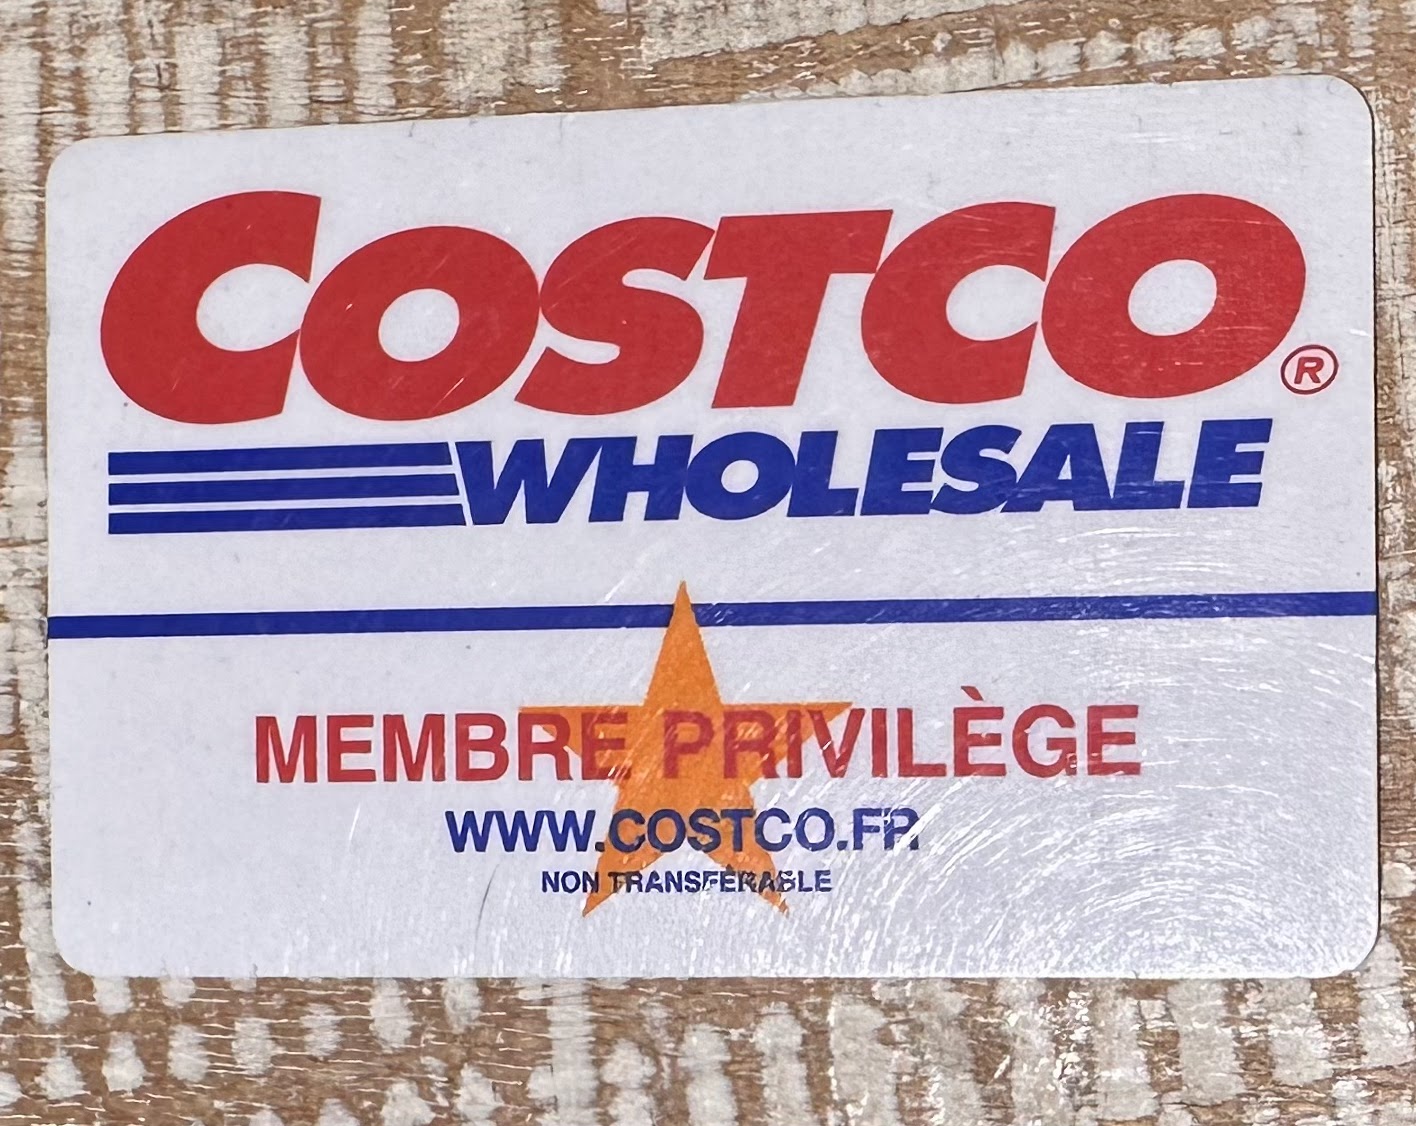 COSTCO®
WHOLESALE
MEMBRE PRIVILÈGE
WWW.COSTCO.FR
NON TRANSFÉRABLE